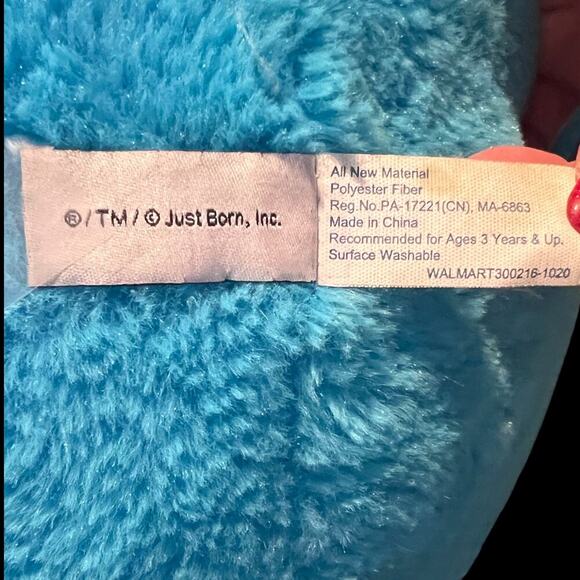 ®/TM/© Just Born, Inc.
All New Material
Polyester Fiber
Reg.No.PA-17221(CN), MA-6863
Made in China
Recommended for Ages 3 Years & Up.
Surface Washable
WALMART300216-1020